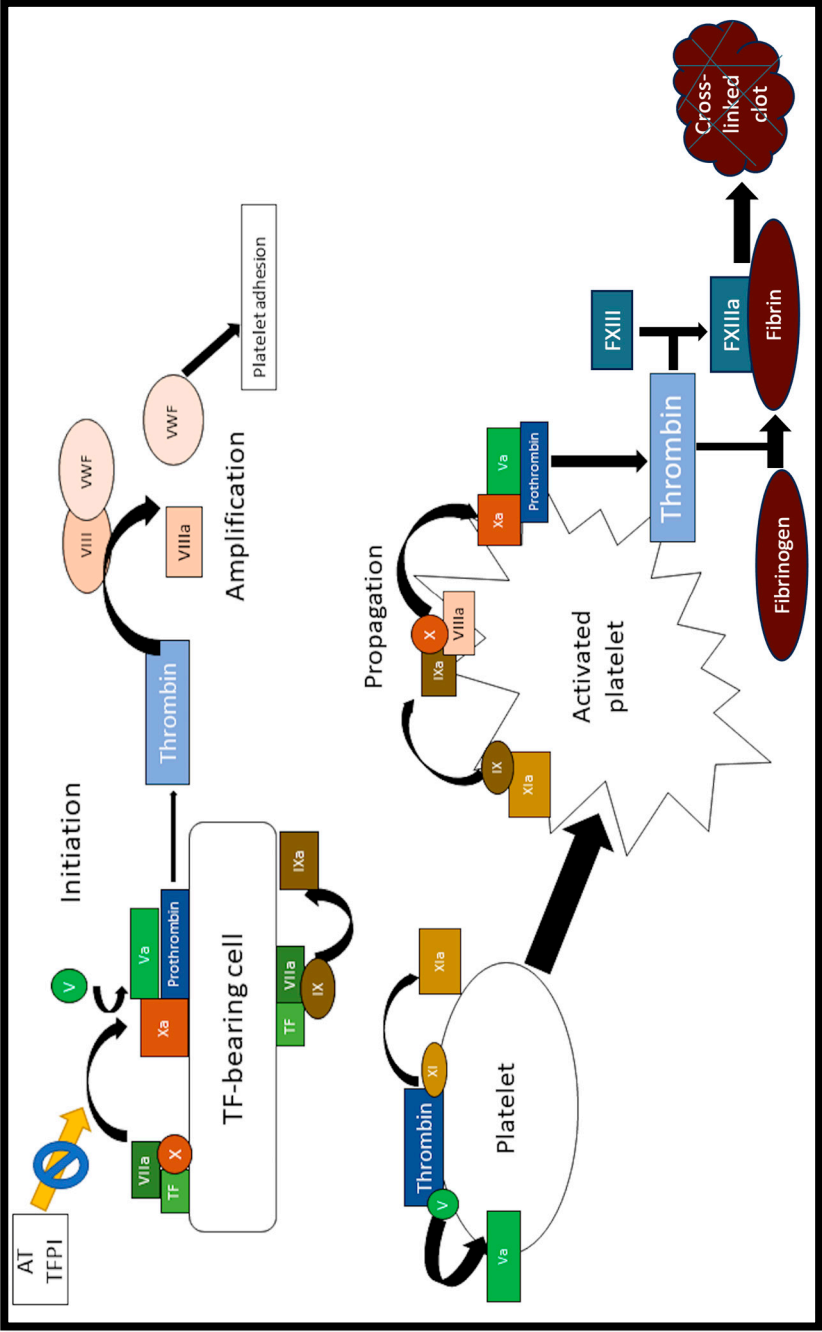 AT
TFPI
VIIa
TF
X
V
Xa
Va
Prothrombin
TF-bearing cell
TF
VIIa
IX
IXa
Initiation
Thrombin
VIII
VWF
VIIIa
VWF
Amplification
Platelet adhesion
Va
V
Thrombin
XI
XIa
Platelet
Propagation
XIa
IX
IXa
X
VIIIa
Activated
platelet
Xa
Va
Prothrombin
Thrombin
FXIII
FXIIIa
Fibrinogen
Fibrin
Cross-
linked
clot